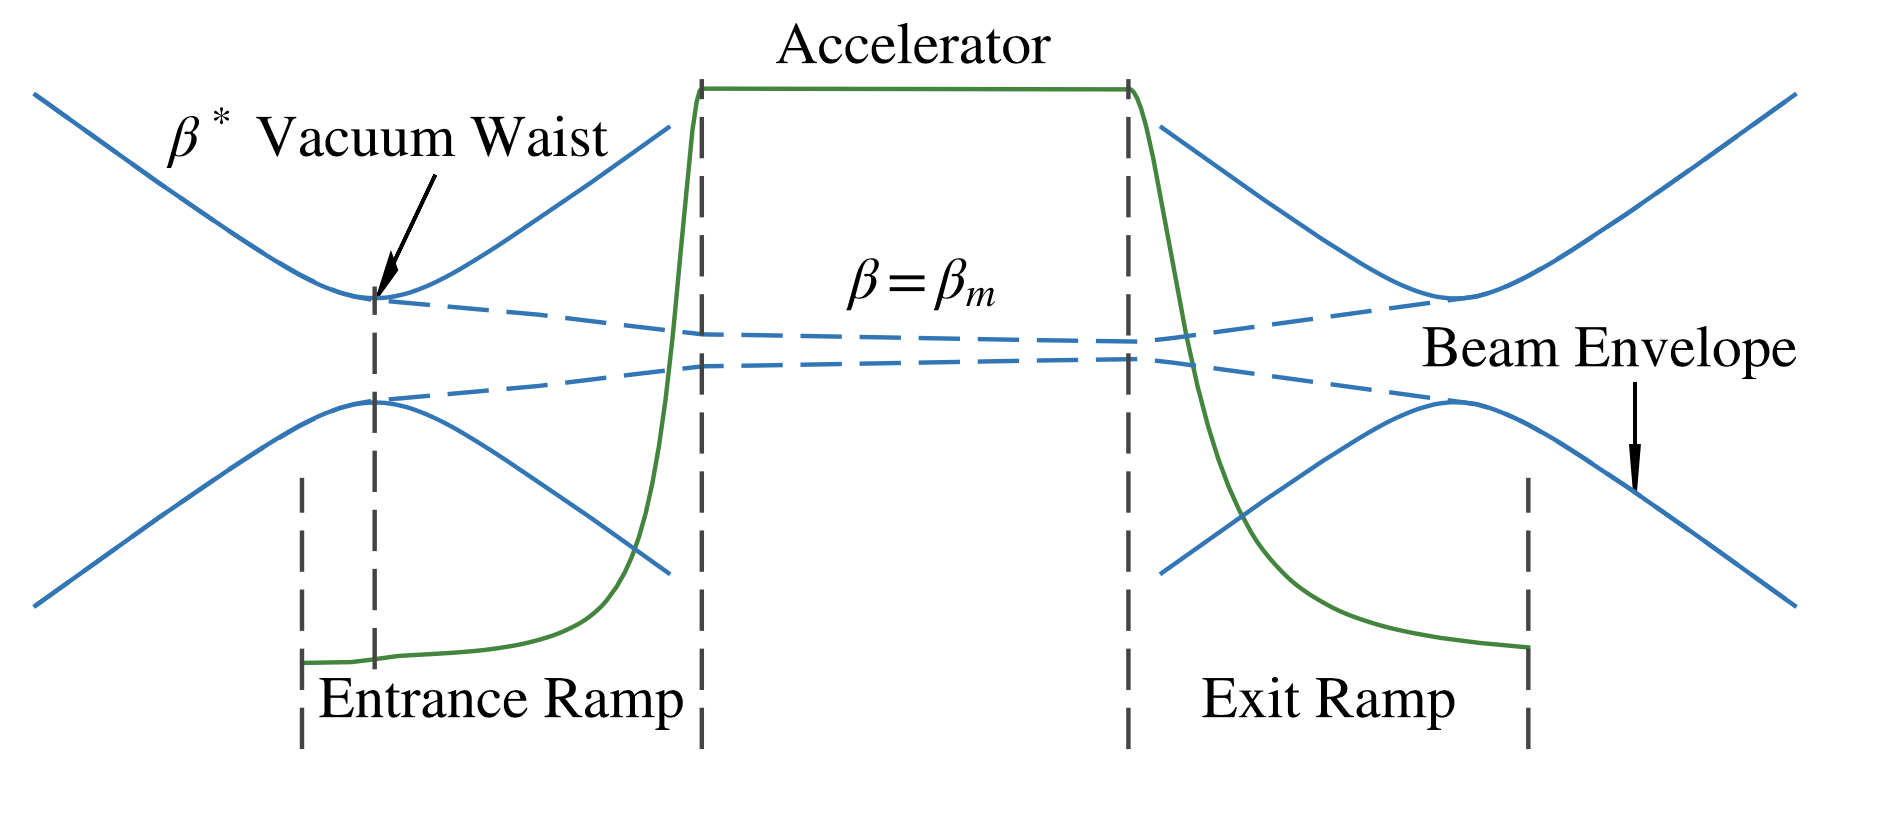 Accelerator
β* Vacuum Waist
β = βm
Beam Envelope
Entrance Ramp
Exit Ramp